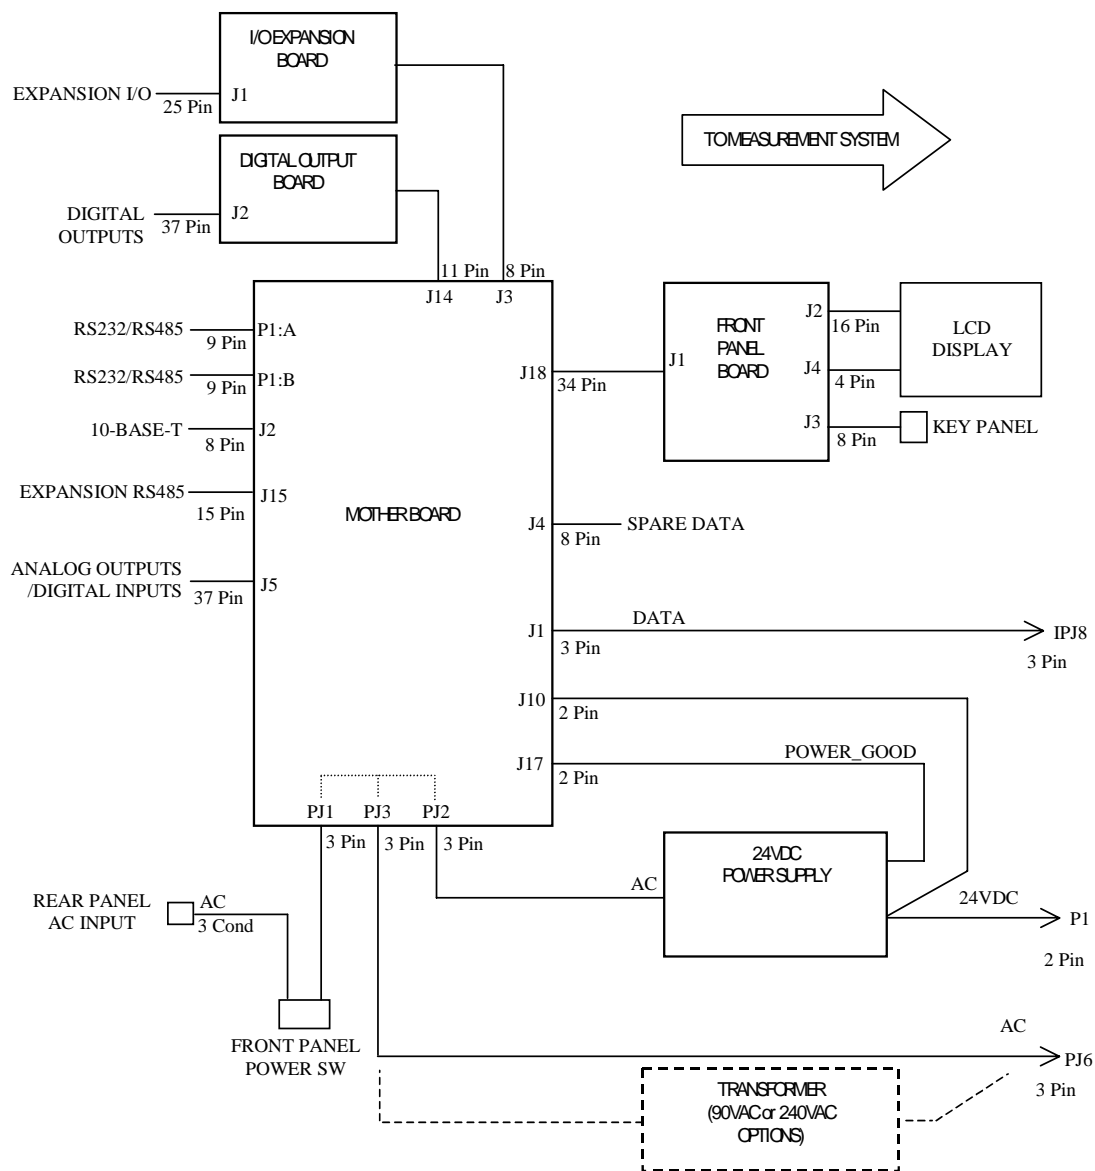 I/O EXPANSION
BOARD
EXPANSION I/O
J1
25 Pin
TO MEASUREMENT SYSTEM
DIGITAL OUTPUT
BOARD
DIGITAL
OUTPUTS
J2
37 Pin
11 Pin
8 Pin
J14
J3
RS232/RS485
P1:A
9 Pin
RS232/RS485
P1:B
9 Pin
10-BASE-T
J2
8 Pin
EXPANSION RS485
J15
15 Pin
ANALOG OUTPUTS
/DIGITAL INPUTS
J5
37 Pin
MOTHER BOARD
J18
34 Pin
J1
FRONT
PANEL
BOARD
J2
16 Pin
J4
4 Pin
J3
8 Pin
LCD
DISPLAY
KEY PANEL
J4
8 Pin
SPARE DATA
J1
3 Pin
DATA
IPJ8
3 Pin
J10
2 Pin
J17
2 Pin
POWER_GOOD
PJ1
PJ3
PJ2
3 Pin
3 Pin
3 Pin
24VDC
POWER SUPPLY
AC
24VDC
P1
2 Pin
REAR PANEL
AC INPUT
AC
3 Cond
FRONT PANEL
POWER SW
AC
PJ6
3 Pin
TRANSFORMER
(90VAC or 240VAC
OPTIONS)